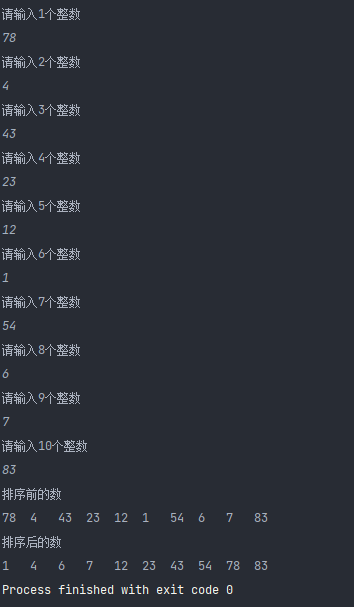 请输入1个整数
78
请输入2个整数
4
请输入3个整数
43
请输入4个整数
23
请输入5个整数
12
请输入6个整数
1
请输入7个整数
54
请输入8个整数
6
请输入9个整数
7
请输入10个整数
83
排序前的数
78 4 43 23 12 1 54 6 7 83
排序后的数
1 4 6 7 12 23 43 54 78 83
Process finished with exit code 0